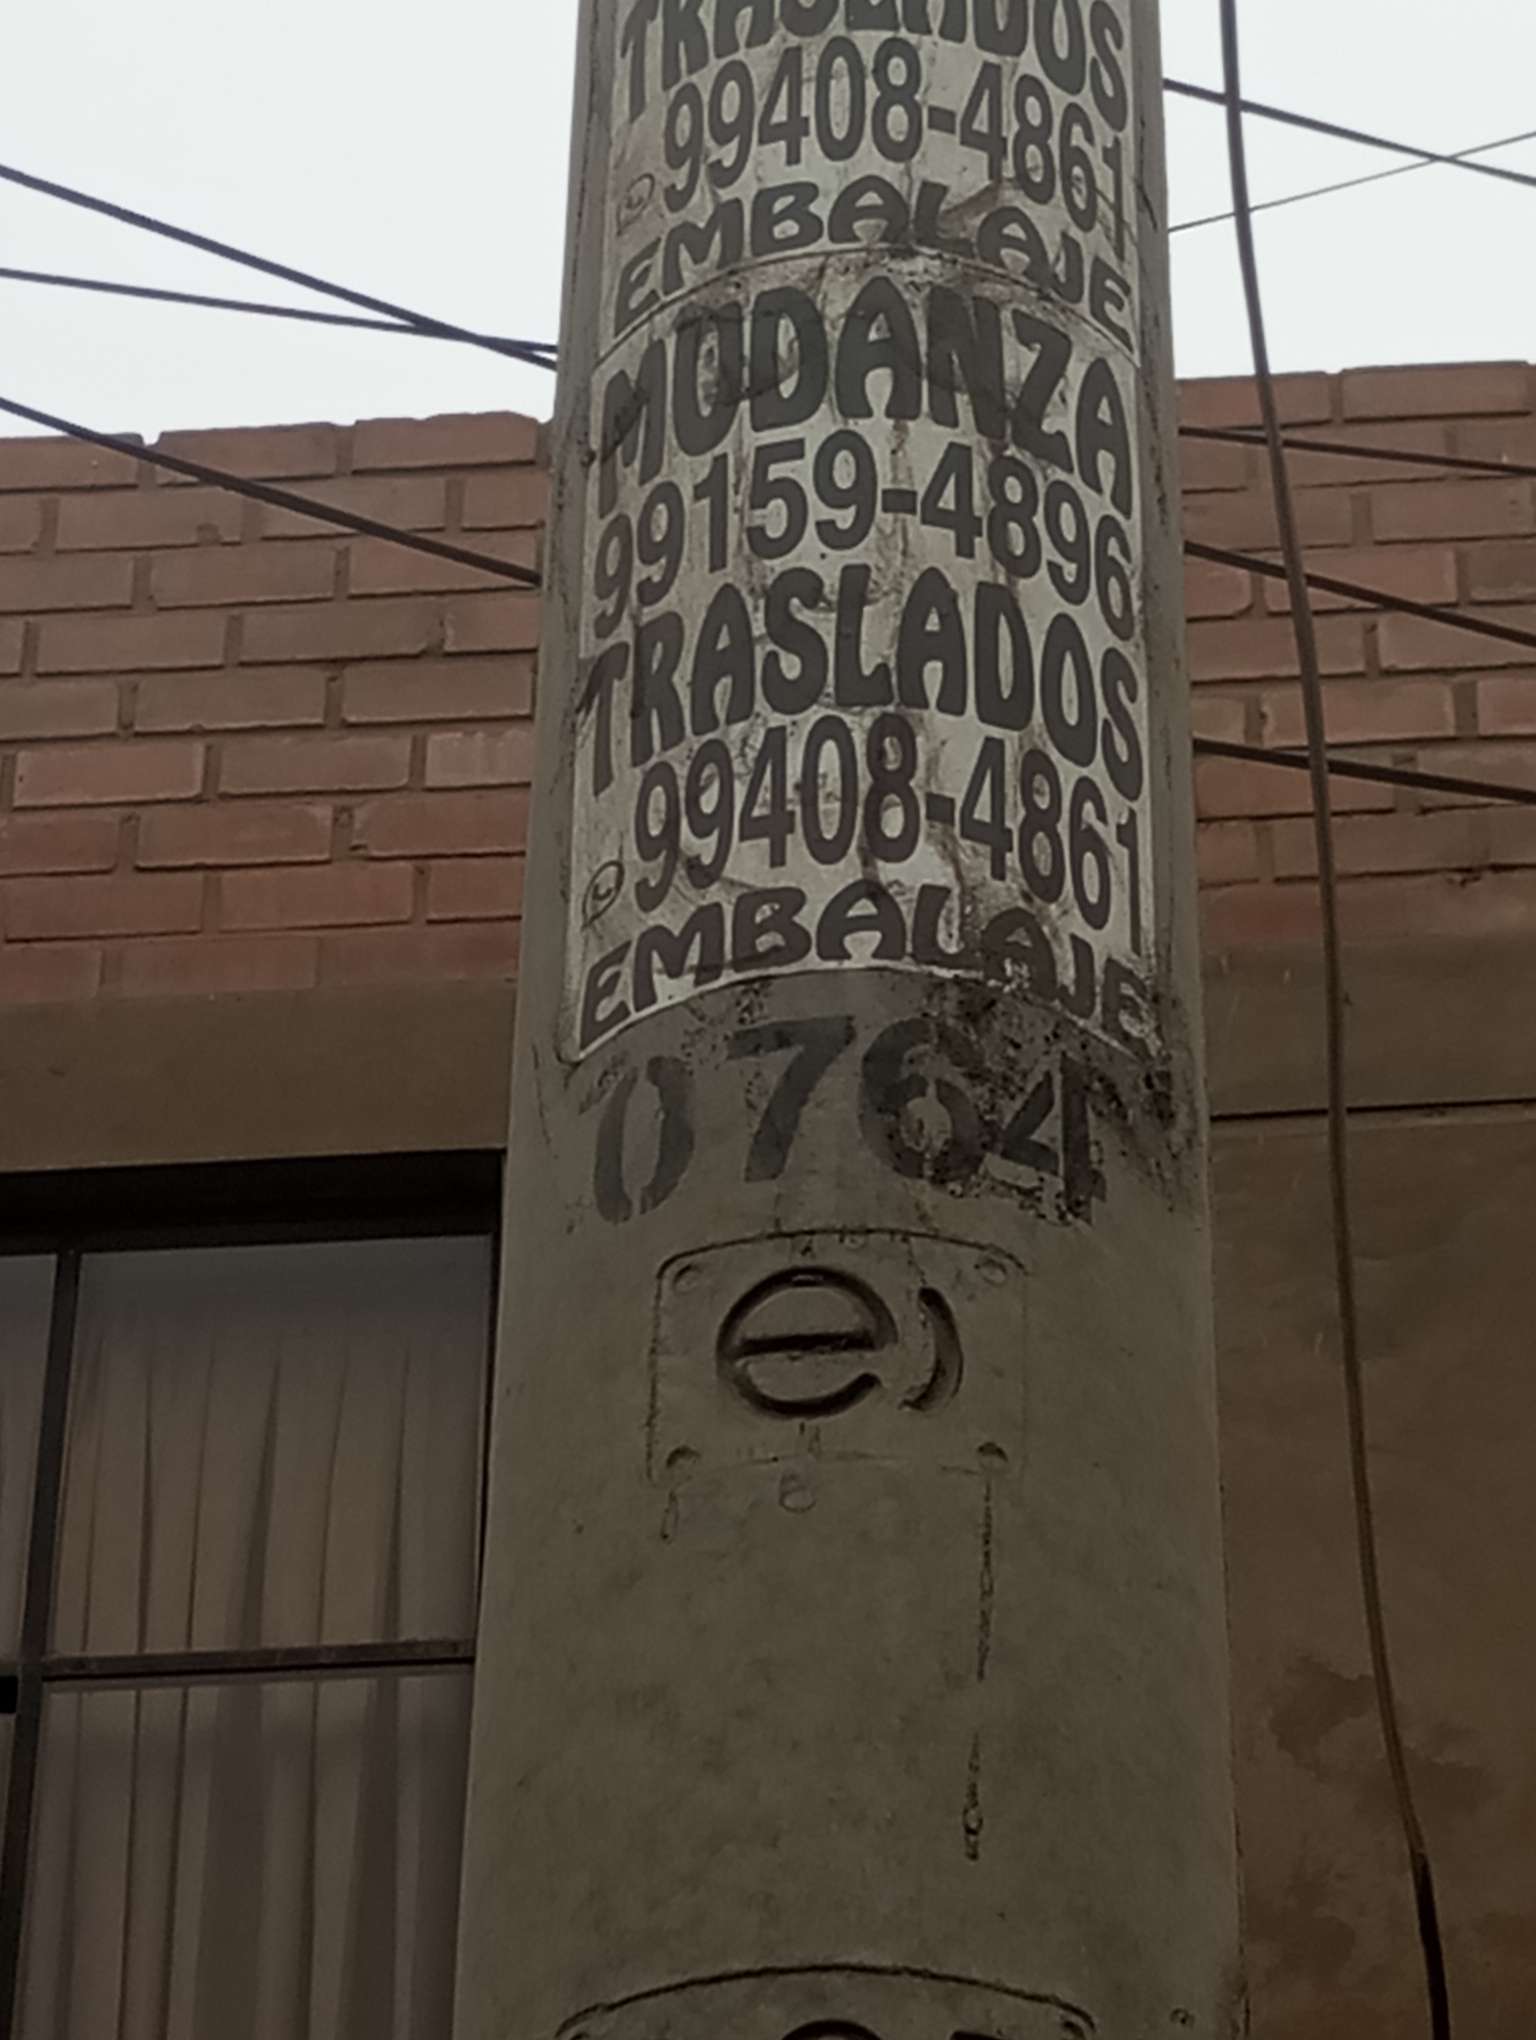 TRASLADOS
99408-4861
EMBALAJE
MUDANZA
99159-4896
TRASLADOS
99408-4861
EMBALAJE
0764
e